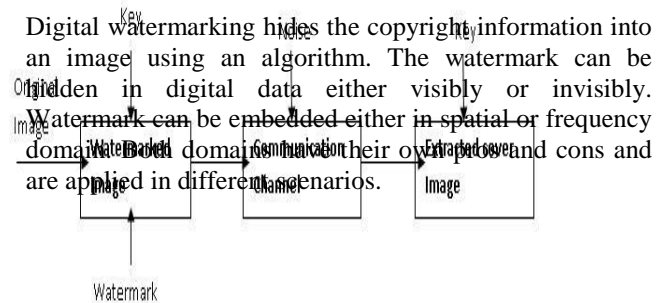 Digital watermarking hides the copyright information into
an image using an algorithm. The watermark can be
hidden in digital data either visibly or invisibly.
Watermark can be embedded either in spatial or frequency
domain. Both domains have their own pros and cons and
are applied in different scenarios.
Key
Noise
Key
Original
Image
Watermarked
Image
Communication
Channel
Extracted cover
Image
Watermark